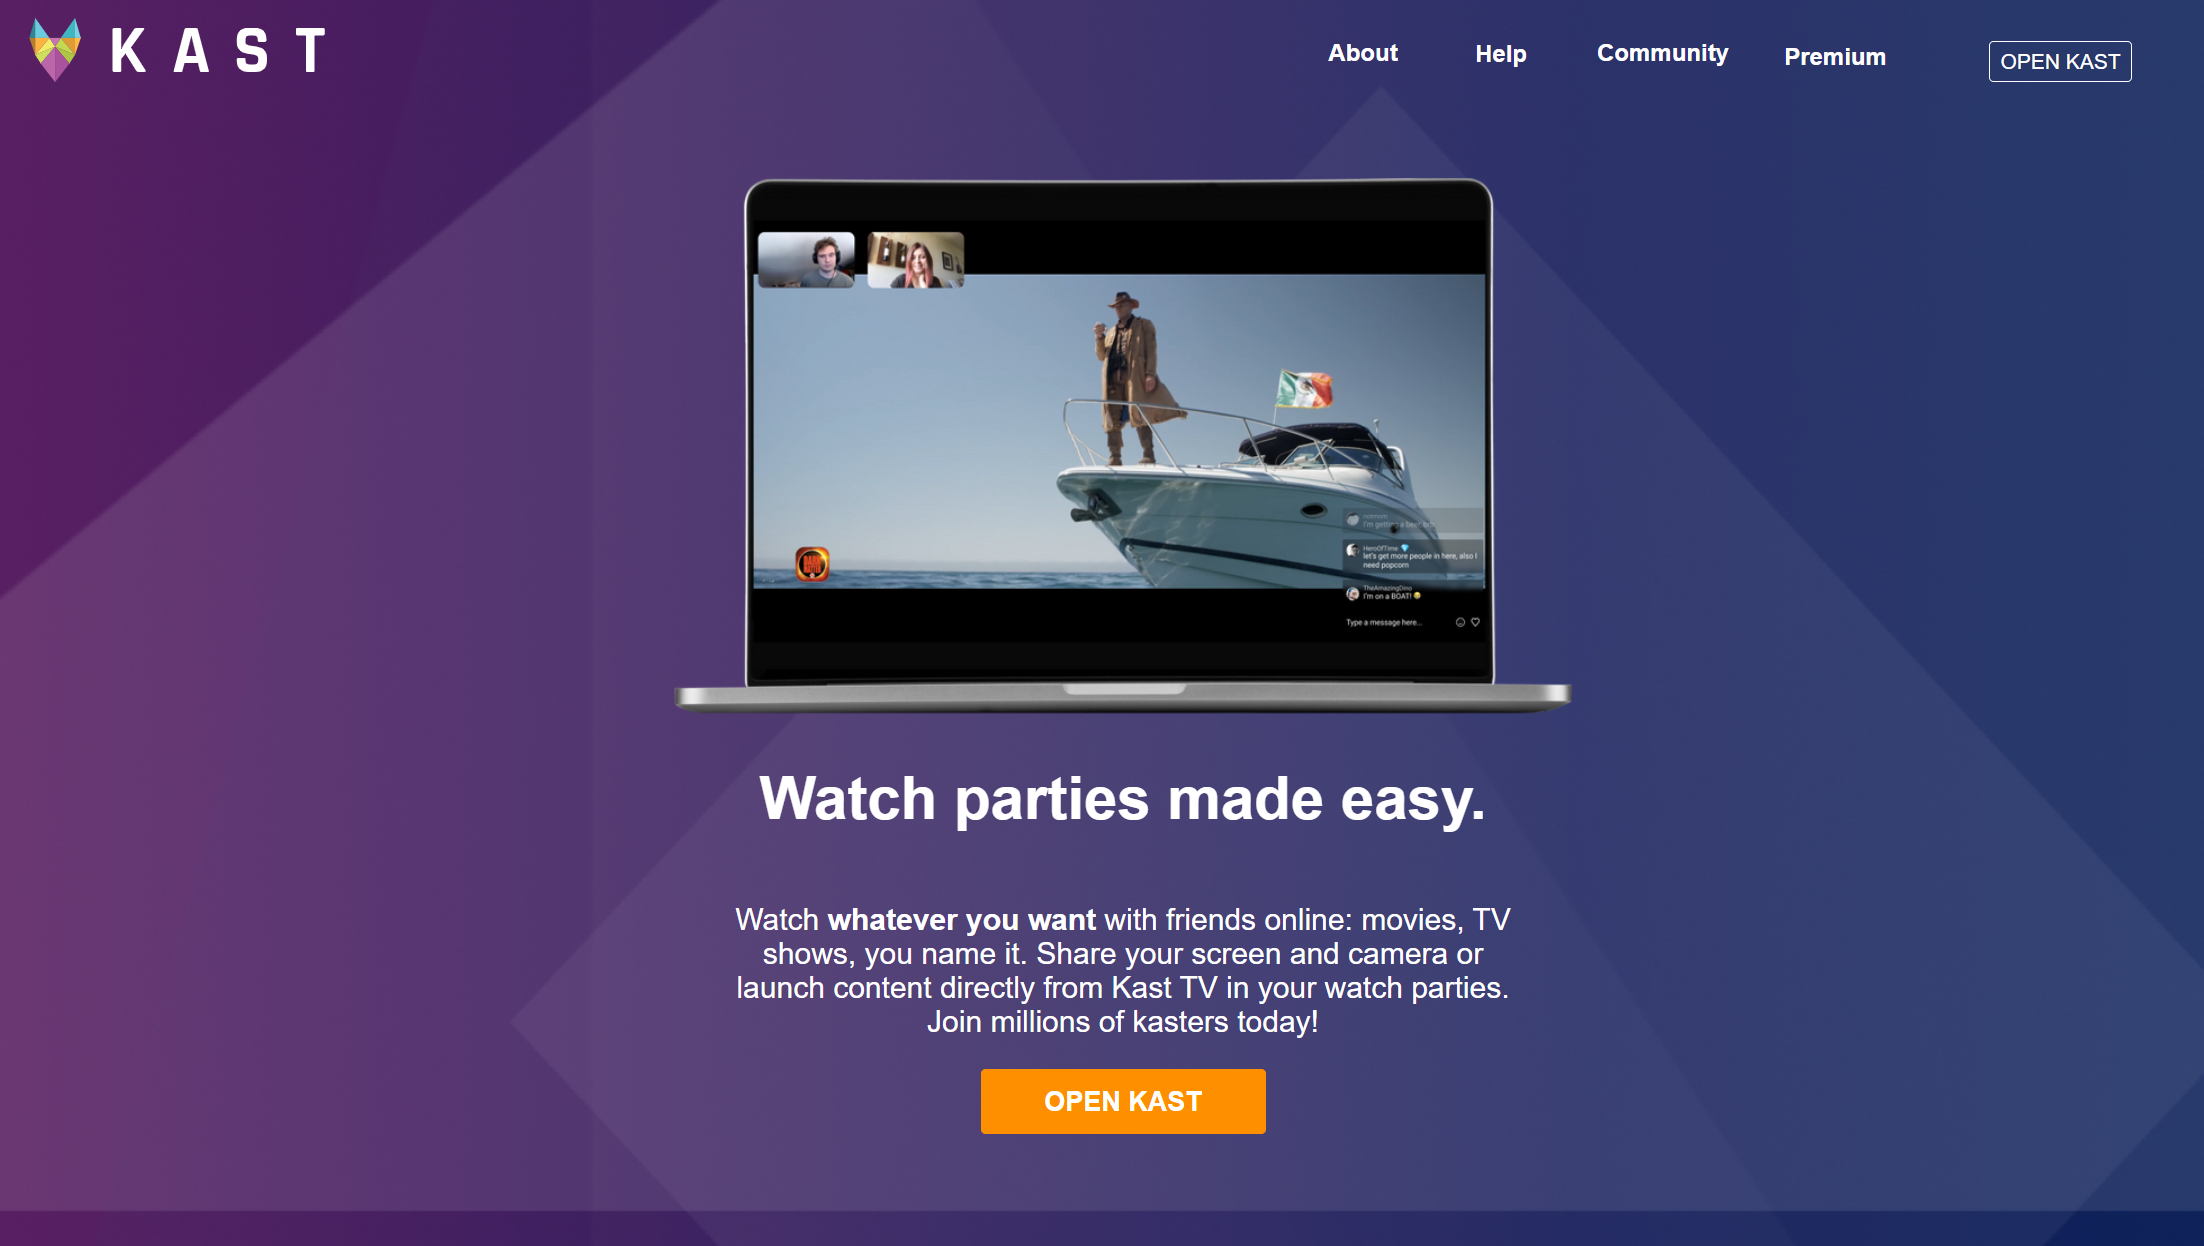 KAST
About
Help
Community
Premium
OPEN KAST
I'm getting a beer brb
HeroOfTime
let's get more people in here, also I
need popcorn
TheAmazingDino
I'm on a BOAT!
Type a message here...
Watch parties made easy.
Watch whatever you want with friends online: movies, TV
shows, you name it. Share your screen and camera or
launch content directly from Kast TV in your watch parties.
Join millions of kasters today!
OPEN KAST